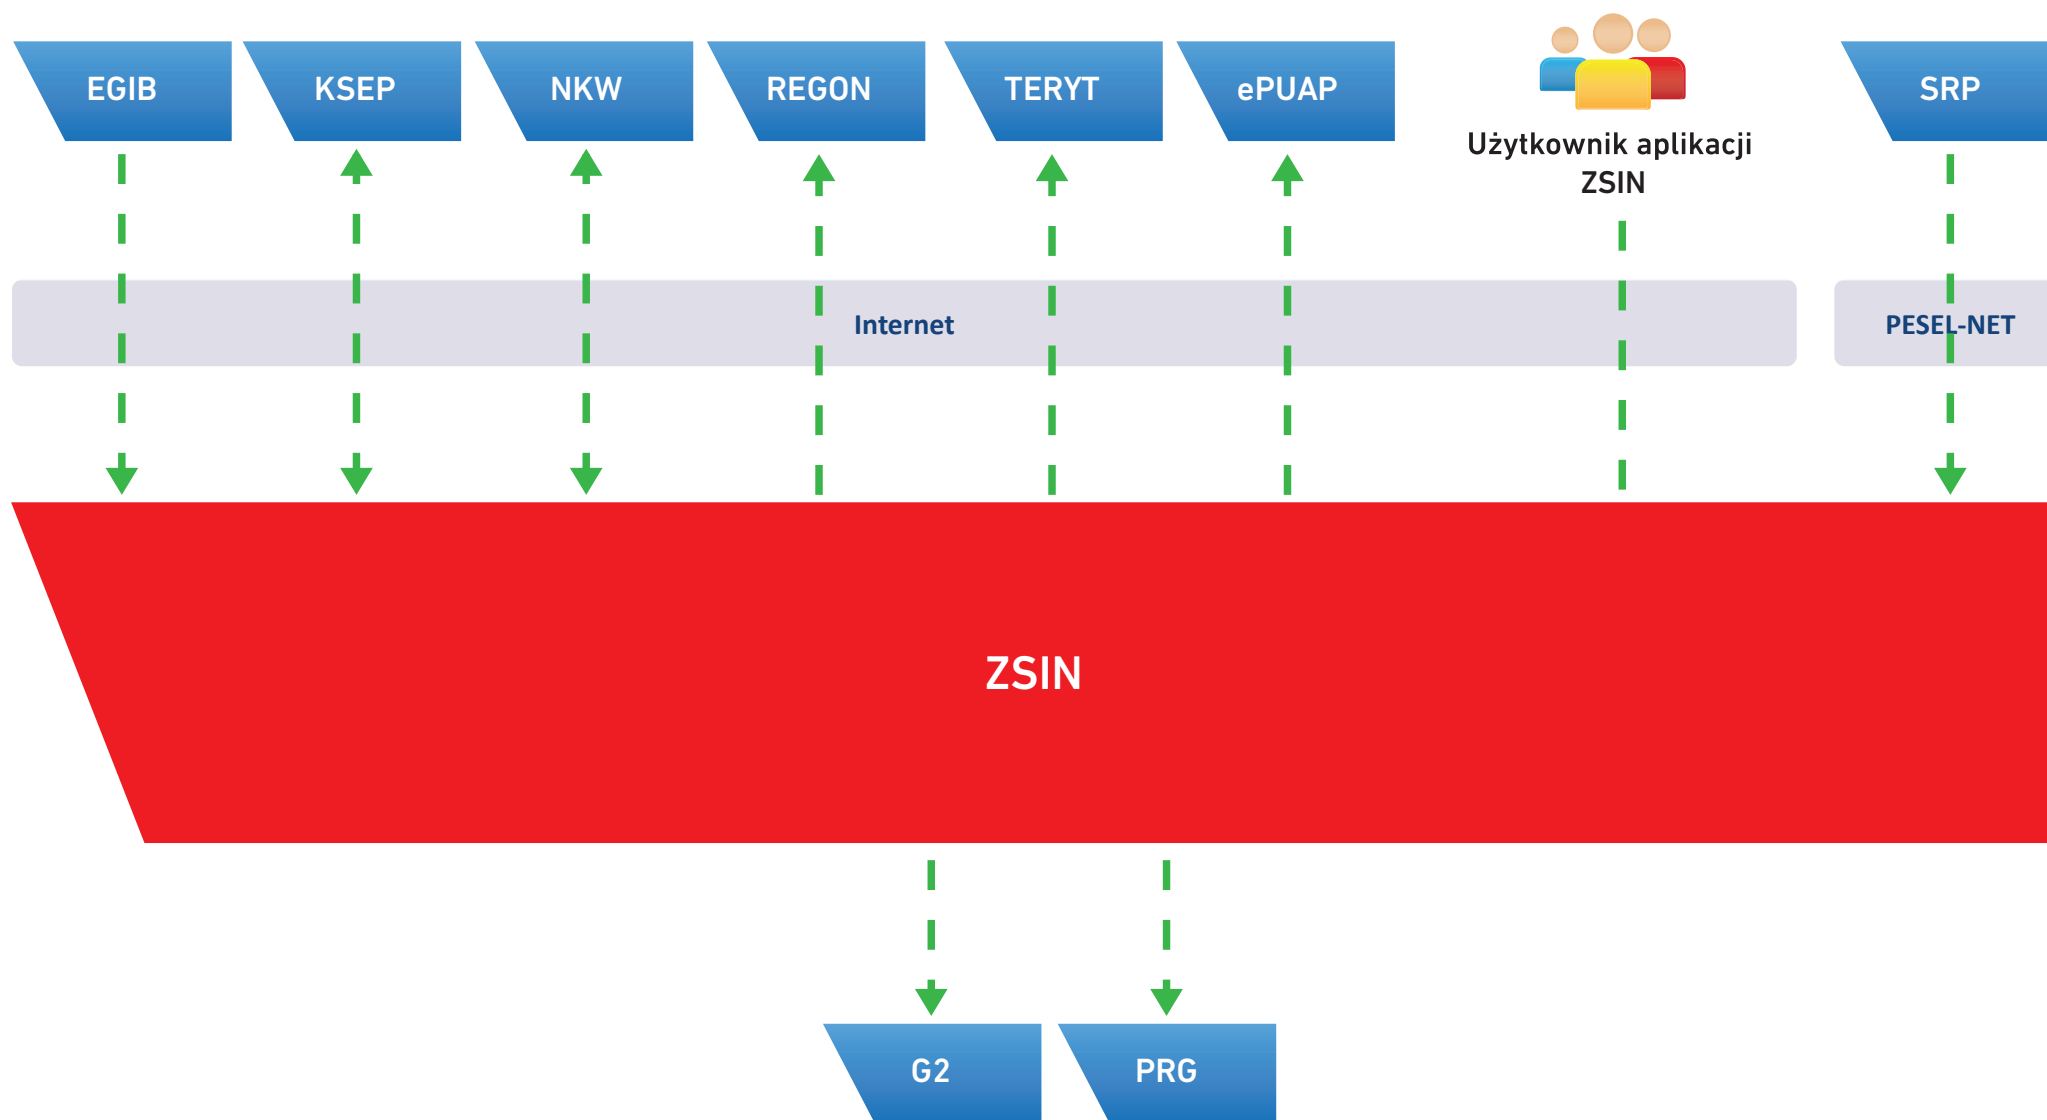 EGIB
KSEP
NKW
REGON
TERYT
ePUAP
Użytkownik aplikacji
ZSIN
SRP
Internet
PESEL-NET
ZSIN
G2
PRG